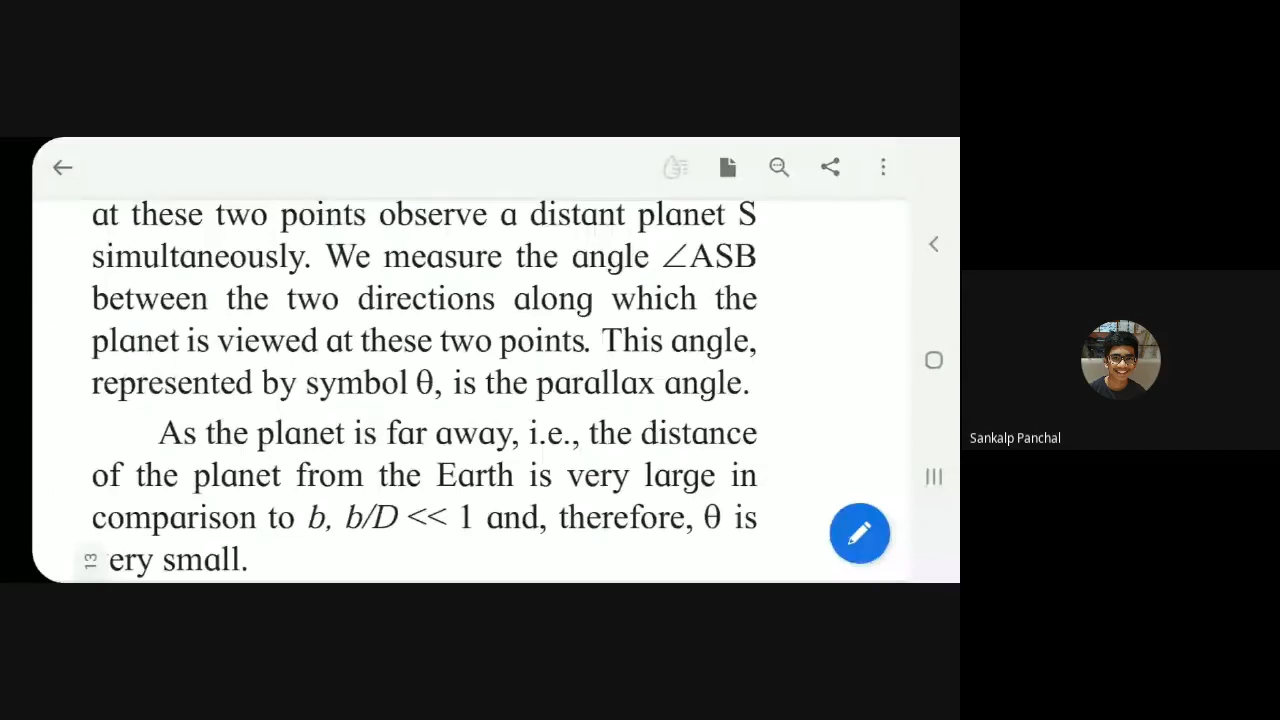 at these two points observe a distant planet S
simultaneously. We measure the angle ∠ASB
between the two directions along which the
planet is viewed at these two points. This angle,
represented by symbol θ, is the parallax angle.
As the planet is far away, i.e., the distance
of the planet from the Earth is very large in
comparison to b, b/D << 1 and, therefore, θ is
ery small.
13
Sankalp Panchal